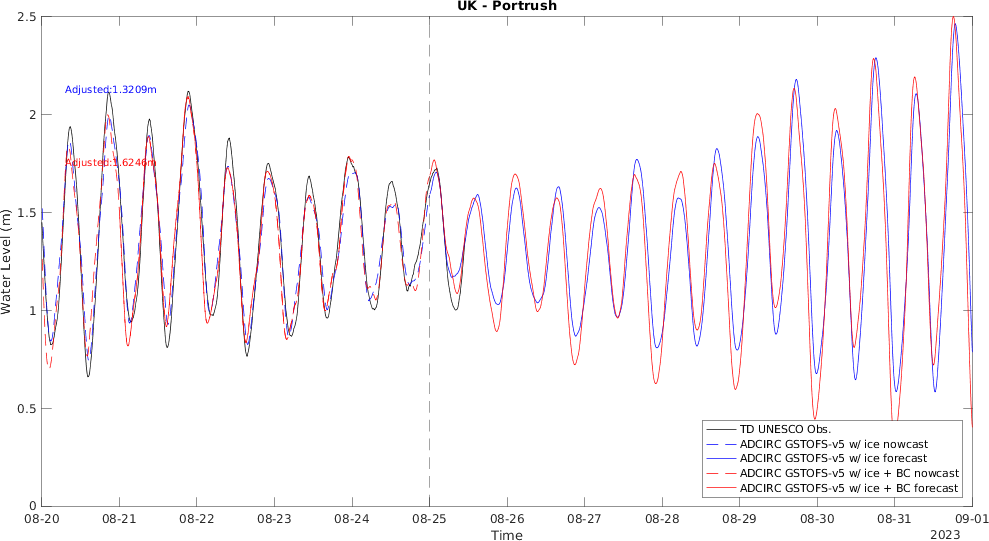 UK - Portrush
2.5
2
1.5
1
0.5
0
Water Level (m)
Adjusted:1.3209m
Adjusted:1.6246m
TD UNESCO Obs.
ADCIRC GSTOFS-v5 w/ ice nowcast
ADCIRC GSTOFS-v5 w/ ice forecast
ADCIRC GSTOFS-v5 w/ ice + BC nowcast
ADCIRC GSTOFS-v5 w/ ice + BC forecast
08-20 08-21 08-22 08-23 08-24 08-25 08-26 08-27 08-28 08-29 08-30 08-31 09-01
Time
2023